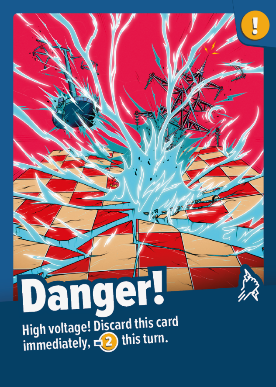 !
Danger!
High voltage! Discard this card
immediately, 2 this turn.